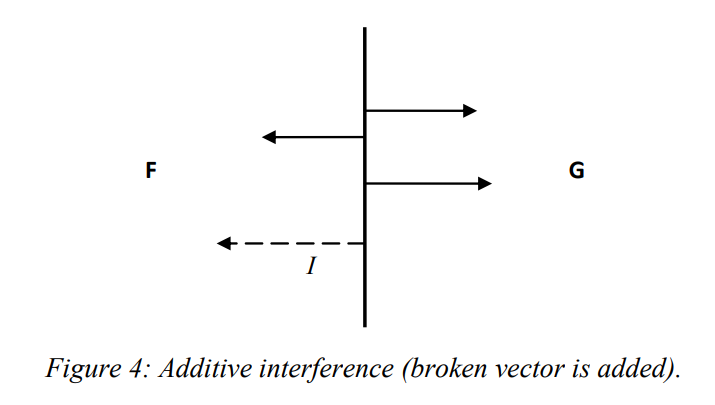 F
G
I
Figure 4: Additive interference (broken vector is added).